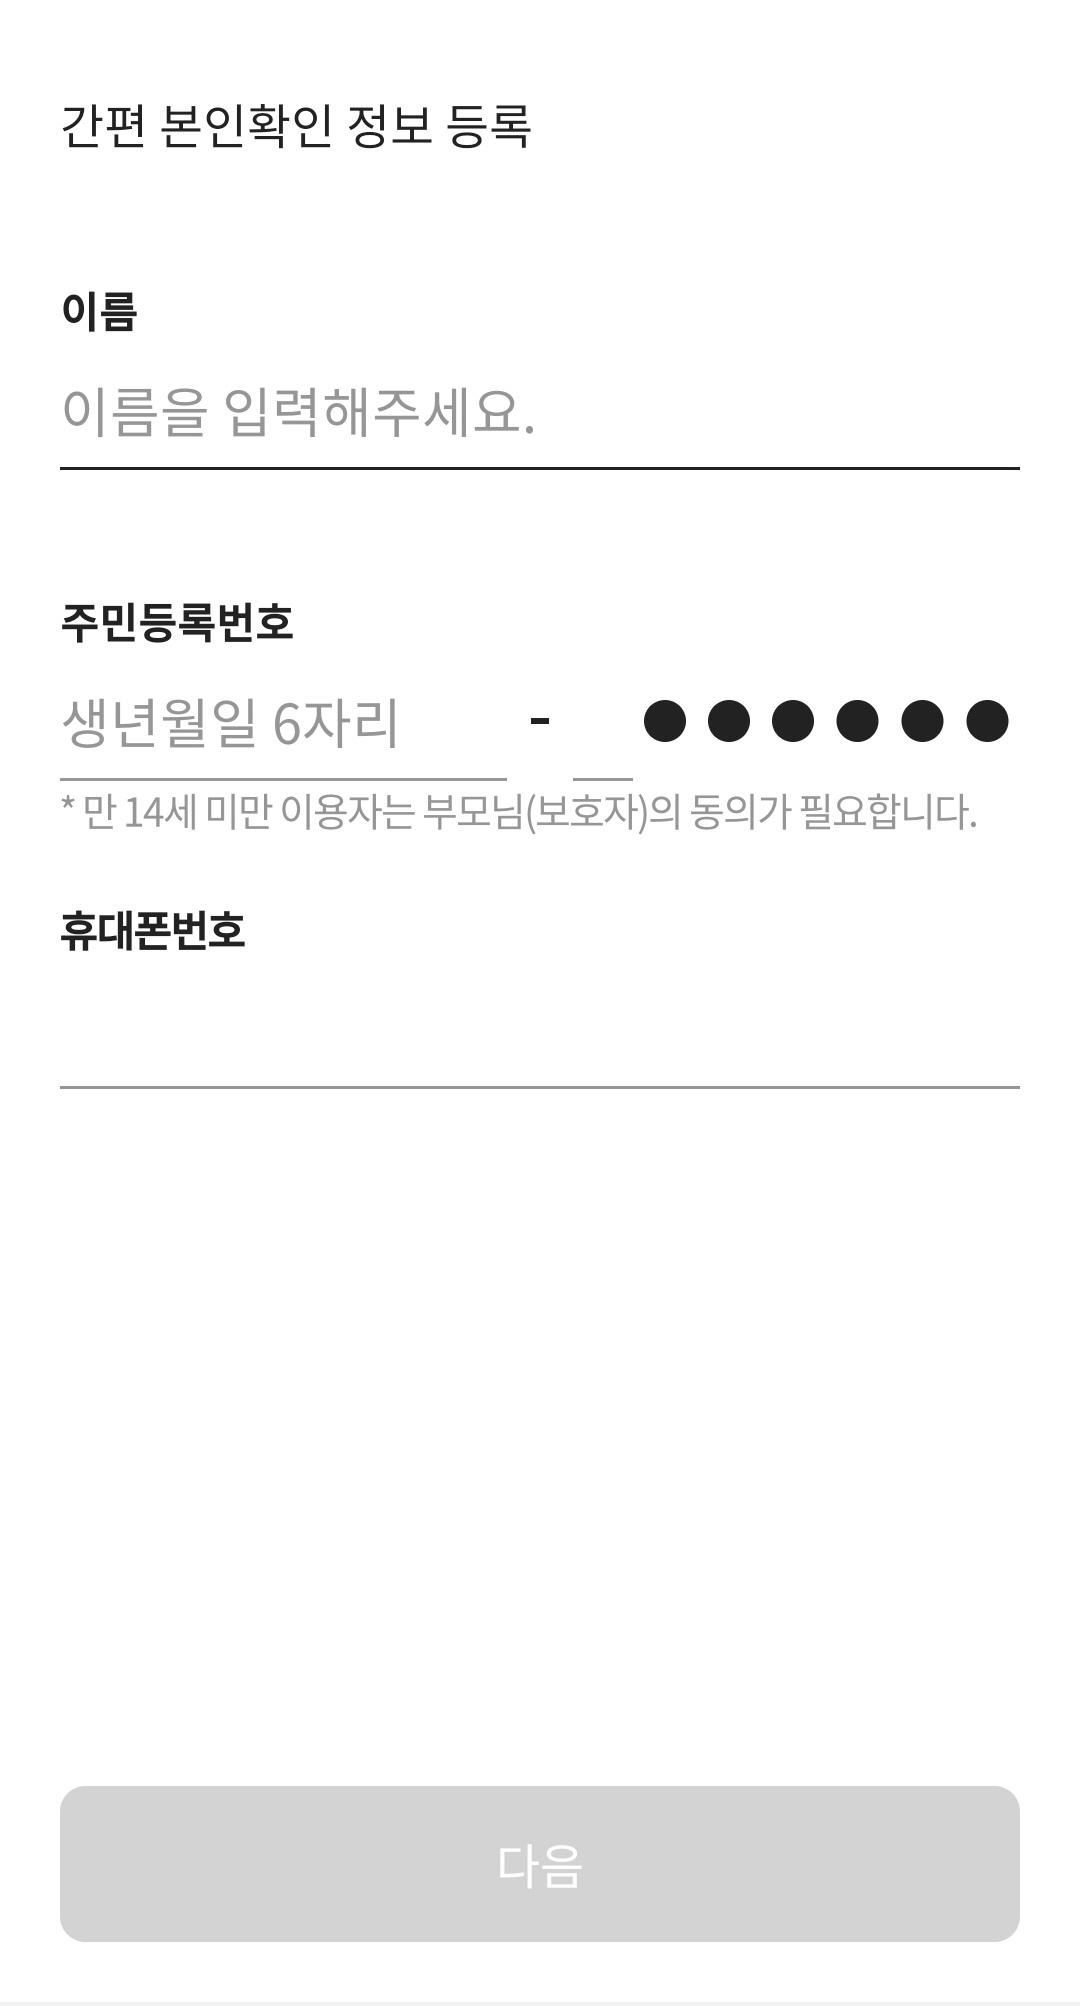 간편 본인확인 정보 등록
이름
이름을 입력해주세요.
주민등록번호
생년월일 6자리 - ●●●●●●
* 만 14세 미만 이용자는 부모님(보호자)의 동의가 필요합니다.
휴대폰번호
다음